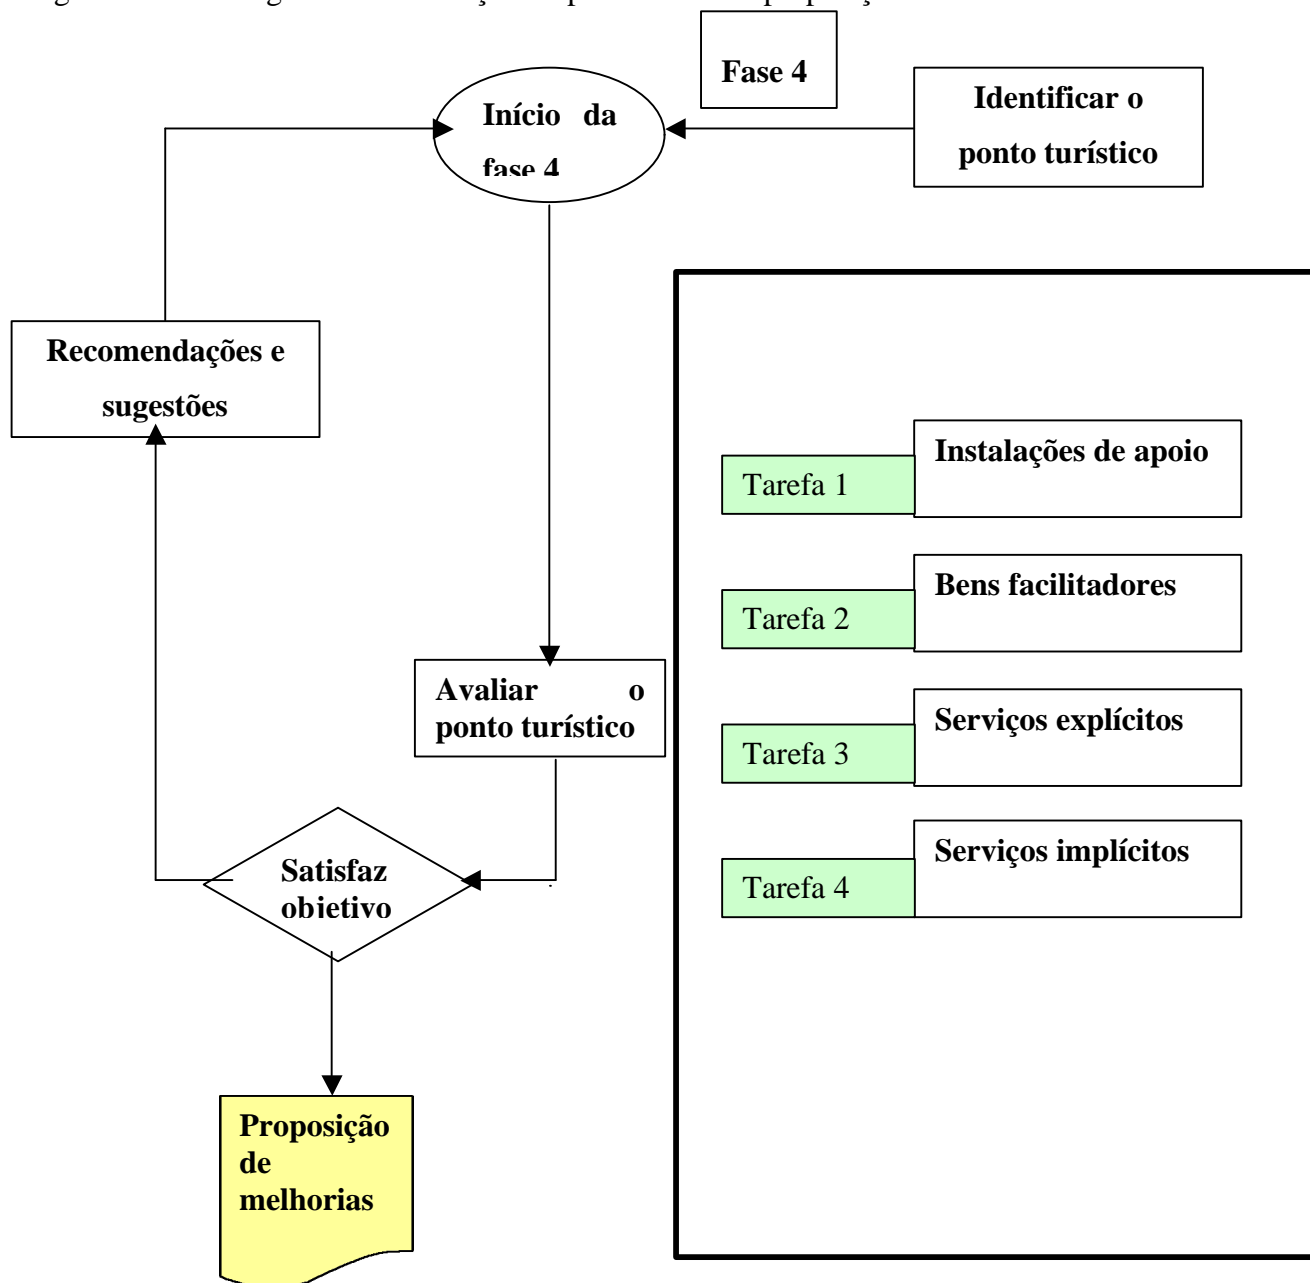 Fase 4
Identificar o
ponto turístico
Início da
fase 4
Recomendações e
sugestões
Instalações de apoio
Tarefa 1
Bens facilitadores
Tarefa 2
Avaliar o
ponto turístico
Serviços explícitos
Tarefa 3
Satisfaz
objetivo
Serviços implícitos
Tarefa 4
Proposição
de
melhorias